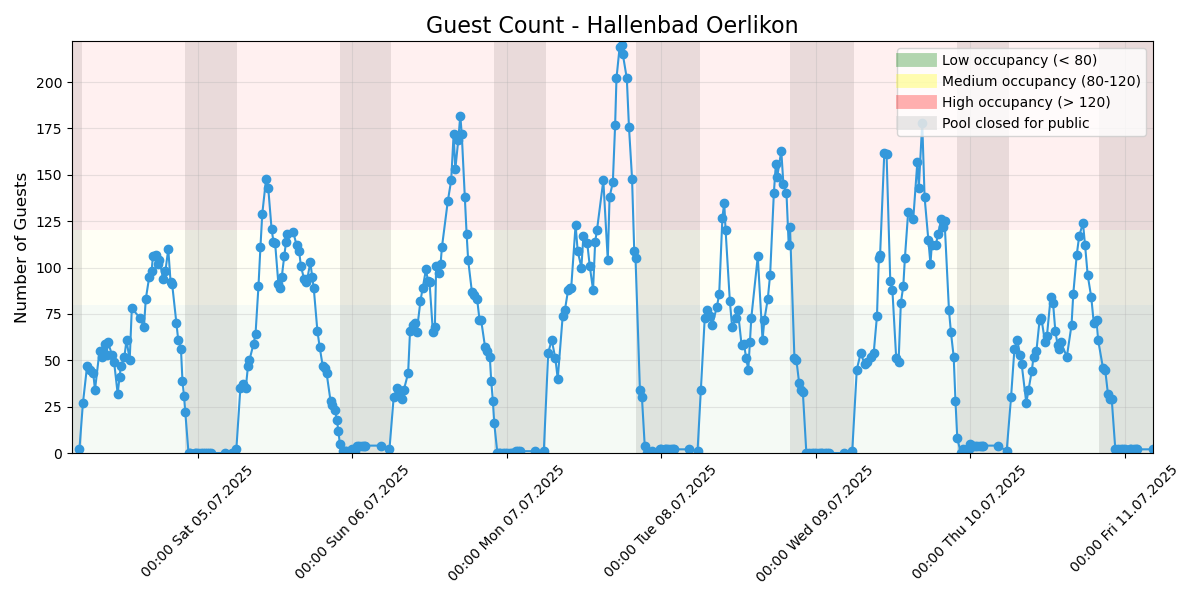 Guest Count - Hallenbad Oerlikon
Number of Guests
200
175
150
125
100
75
50
25
0
Low occupancy (< 80)
Medium occupancy (80-120)
High occupancy (> 120)
Pool closed for public
00:00 Sat 05.07.2025
00:00 Sun 06.07.2025
00:00 Mon 07.07.2025
00:00 Tue 08.07.2025
00:00 Wed 09.07.2025
00:00 Thu 10.07.2025
00:00 Fri 11.07.2025